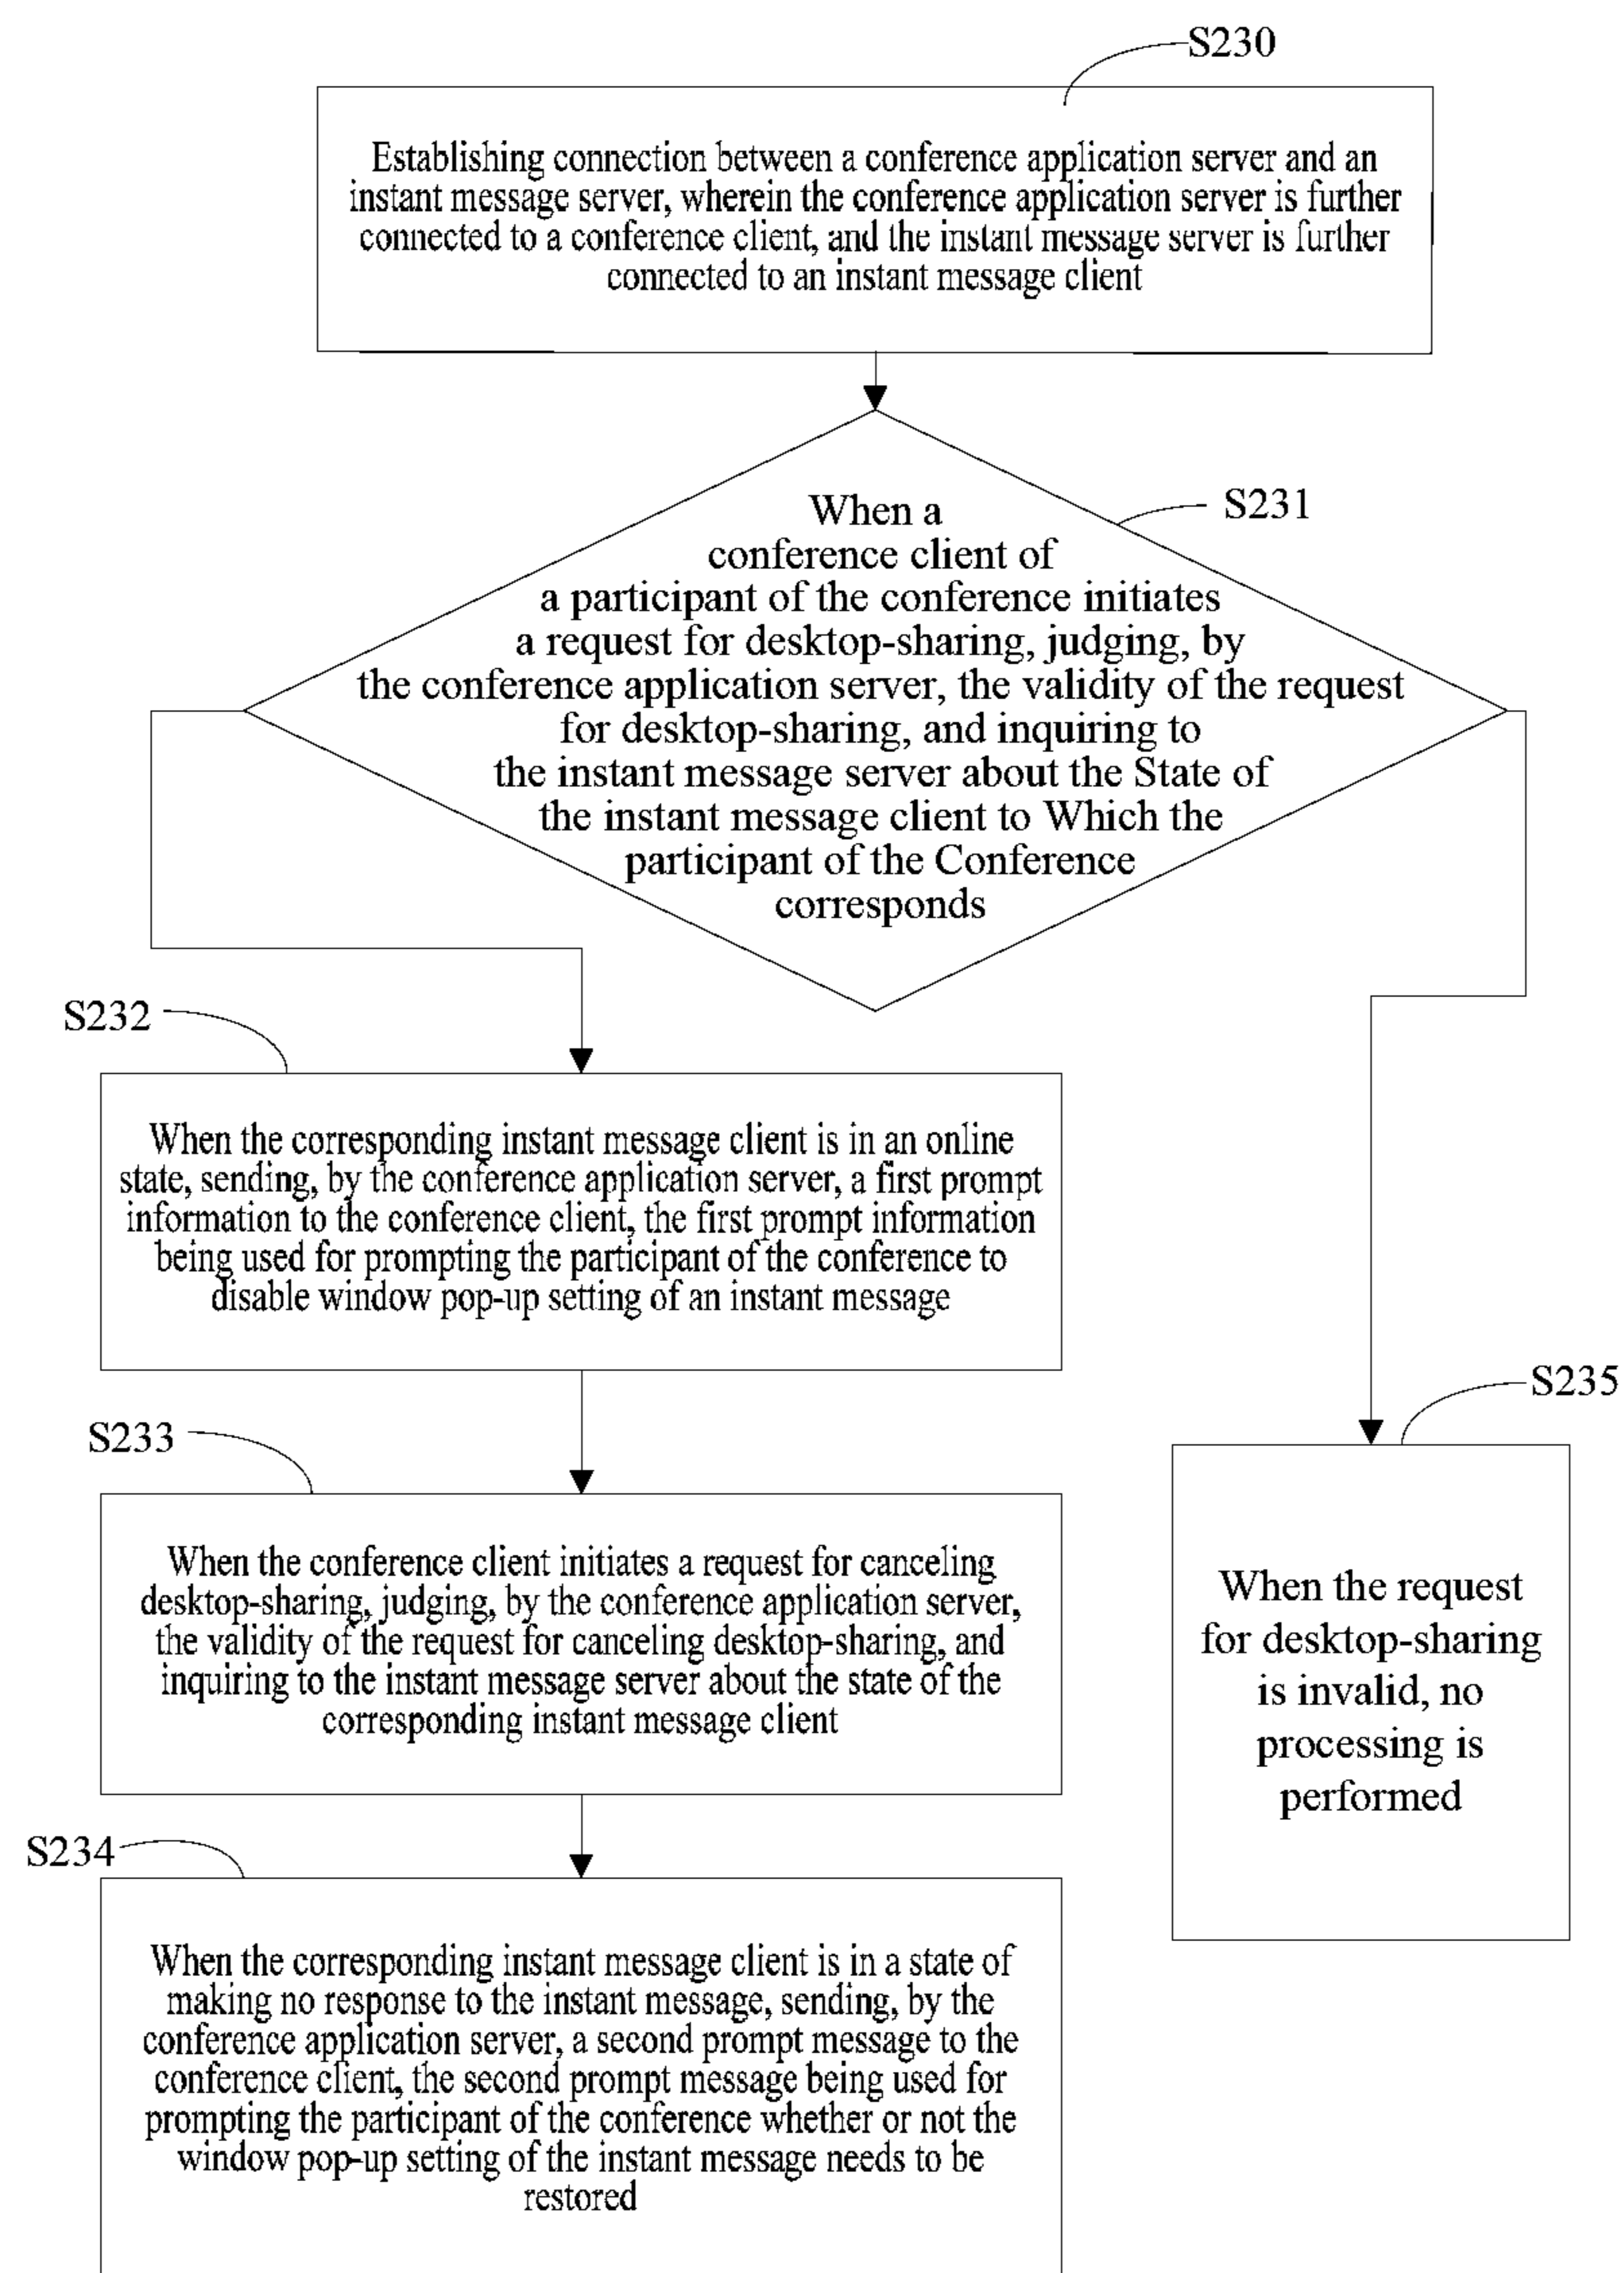 S230
Establishing connection between a conference application server and an
instant message server, wherein the conference application server is further
connected to a conference client, and the instant message server is further
connected to an instant message client
S231
When a
conference client of
a participant of the conference initiates
a request for desktop-sharing, judging, by
the conference application server, the validity of the request
for desktop-sharing, and inquiring to
the instant message server about the State of
the instant message client to Which the
participant of the Conference
corresponds
S232
When the corresponding instant message client is in an online
state, sending, by the conference application server, a first prompt
information to the conference client, the first prompt information
being used for prompting the participant of the conference to
disable window pop-up setting of an instant message
S233
When the conference client initiates a request for canceling
desktop-sharing, judging, by the conference application server,
the validity of the request for canceling desktop-sharing, and
inquiring to the instant message server about the state of the
corresponding instant message client
S235
When the request
for desktop-sharing
is invalid, no
processing is
performed
S234
When the corresponding instant message client is in a state of
making no response to the instant message, sending, by the
conference application server, a second prompt message to the
conference client, the second prompt message being used for
prompting the participant of the conference whether or not the
window pop-up setting of the instant message needs to be
restored